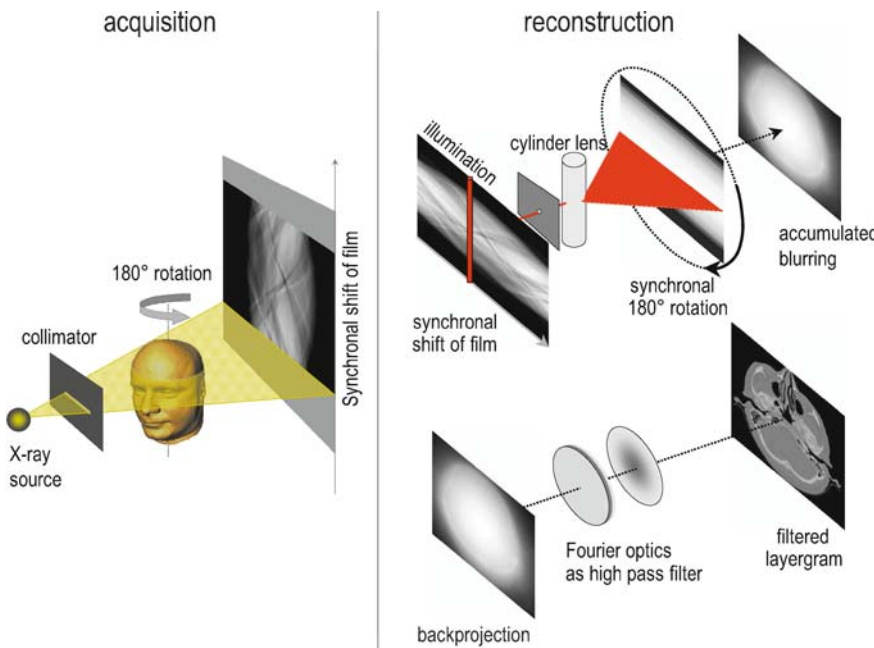 acquisition
180° rotation
collimator
X-ray
source
Synchronal shift of film
reconstruction
illumination
cylinder lens
synchronal
shift of film
synchronal
180° rotation
accumulated
blurring
backprojection
Fourier optics
as high pass filter
filtered
layergram